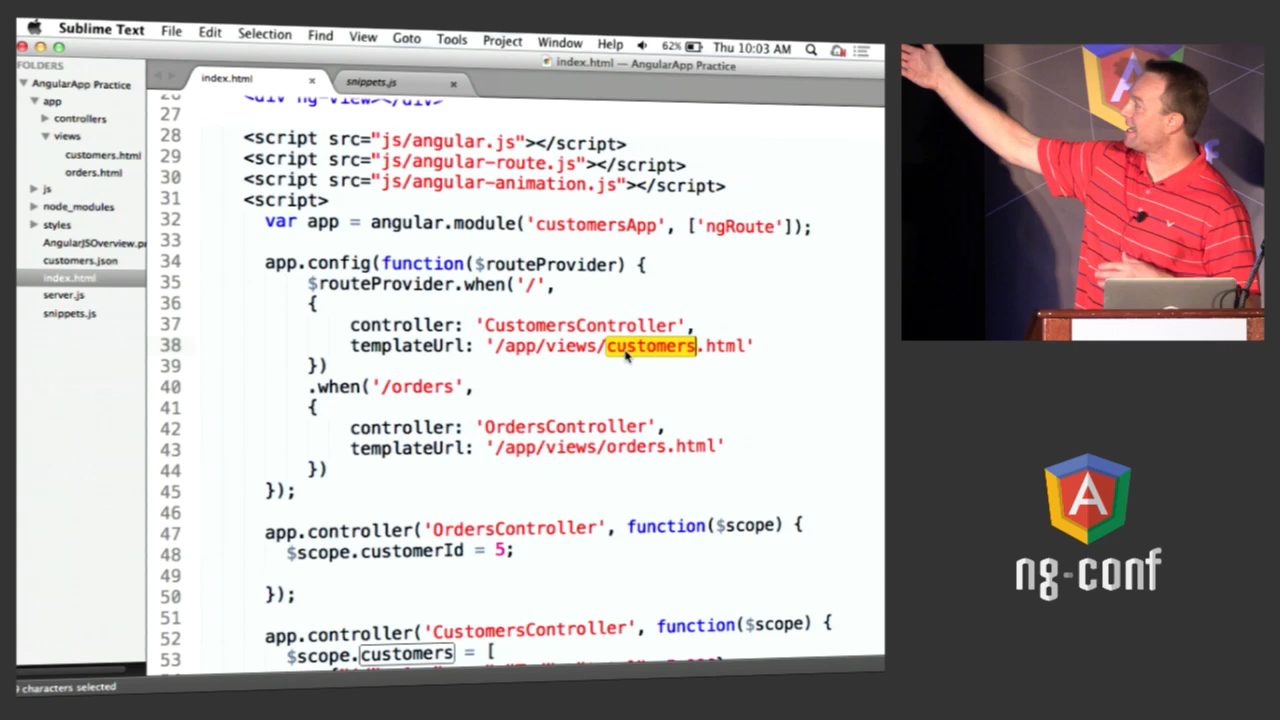 Sublime Text File Edit Selection Find View Goto Tools Project Window Help 62% Thu 10:03 AM
index.html — AngularApp Practice
FOLDERS
AngularApp Practice
app
controllers
views
customers.html
orders.html
js
node_modules
styles
AngularJSOverview.p
customers.json
index.html
server.js
snippets.js
index.html
snippets.js
26 <div ng-view></div>
27
28 <script src="js/angular.js"></script>
29 <script src="js/angular-route.js"></script>
30 <script src="js/angular-animation.js"></script>
31 <script>
32 var app = angular.module('customersApp', ['ngRoute']);
33
34 app.config(function($routeProvider) {
35 $routeProvider.when('/',
36 {
37 controller: 'CustomersController',
38 templateUrl: '/app/views/customers.html'
39 })
40 .when('/orders',
41 {
42 controller: 'OrdersController',
43 templateUrl: '/app/views/orders.html'
44 })
45 });
46
47 app.controller('OrdersController', function($scope) {
48 $scope.customerId = 5;
49
50 });
51
52 app.controller('CustomersController', function($scope) {
53 $scope.customers = [
characters selected
A
ng-conf